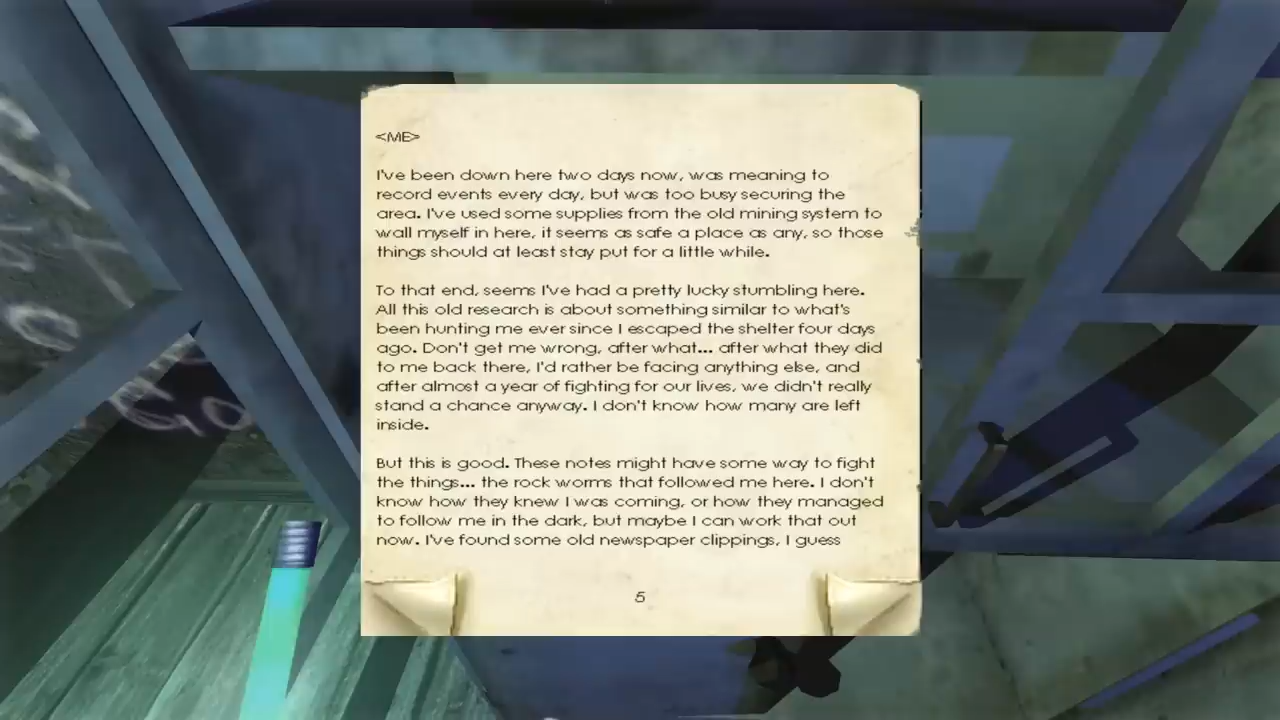 <ME>
I've been down here two days now, was meaning to
record events every day, but was too busy securing the
area. I've used some supplies from the old mining system to
wall myself in here, it seems as safe a place as any, so those
things should at least stay put for a little while.
To that end, seems I've had a pretty lucky stumbling here.
All this old research is about something similar to what's
been hunting me ever since I escaped the shelter four days
ago. Don't get me wrong, after what... after what they did
to me back there, I'd rather be facing anything else, and
after almost a year of fighting for our lives, we didn't really
stand a chance anyway. I don't know how many are left
inside.
But this is good. These notes might have some way to fight
the things... the rock worms that followed me here. I don't
know how they knew I was coming, or how they managed
to follow me in the dark, but maybe I can work that out
now. I've found some old newspaper clippings, I guess
5